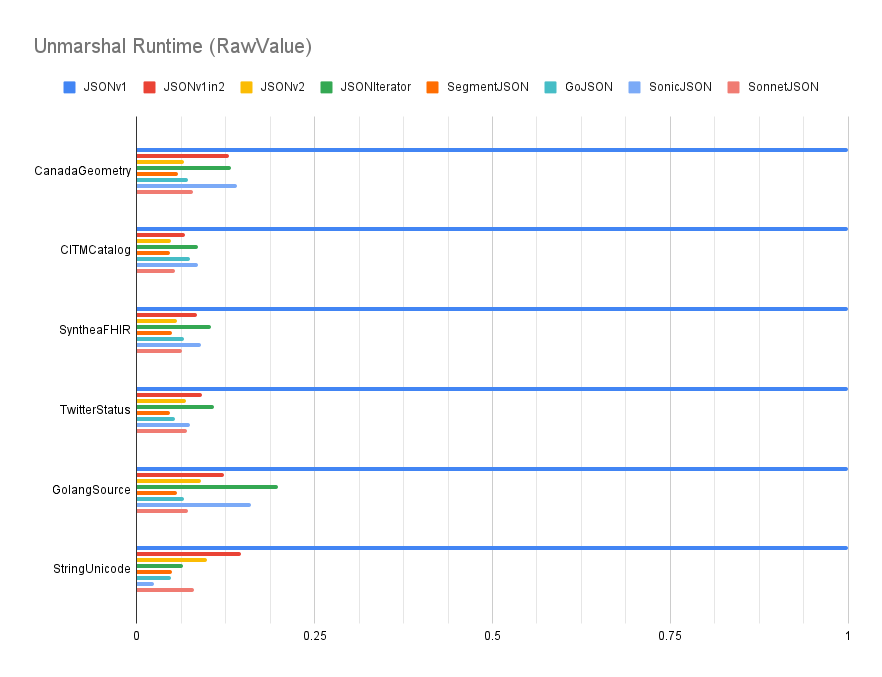 Unmarshal Runtime (RawValue)
JSONv1 JSONv1in2 JSONv2 JSONIterator SegmentJSON GoJSON SonicJSON SonnetJSON
CanadaGeometry
CITMCatalog
SyntheaFHIR
TwitterStatus
GolangSource
StringUnicode
0 0.25 0.5 0.75 1